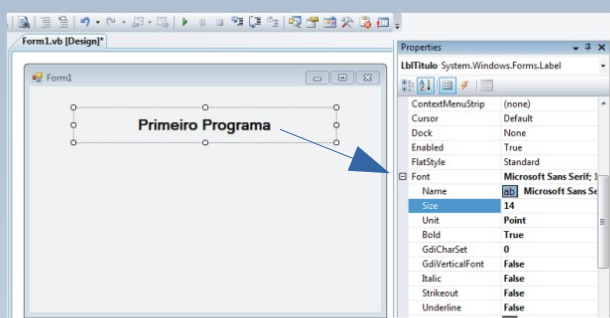 Form1.vb [Design]*
Form1
Primeiro Programa
Properties
LblTitulo System.Windows.Forms.Label
ContextMenuStrip (none)
Cursor Default
Dock None
Enabled True
FlatStyle Standard
Font Microsoft Sans Serif; 1
Name ab Microsoft Sans Se
Size 14
Unit Point
Bold True
GdiCharSet 0
GdiVerticalFont False
Italic False
Strikeout False
Underline False